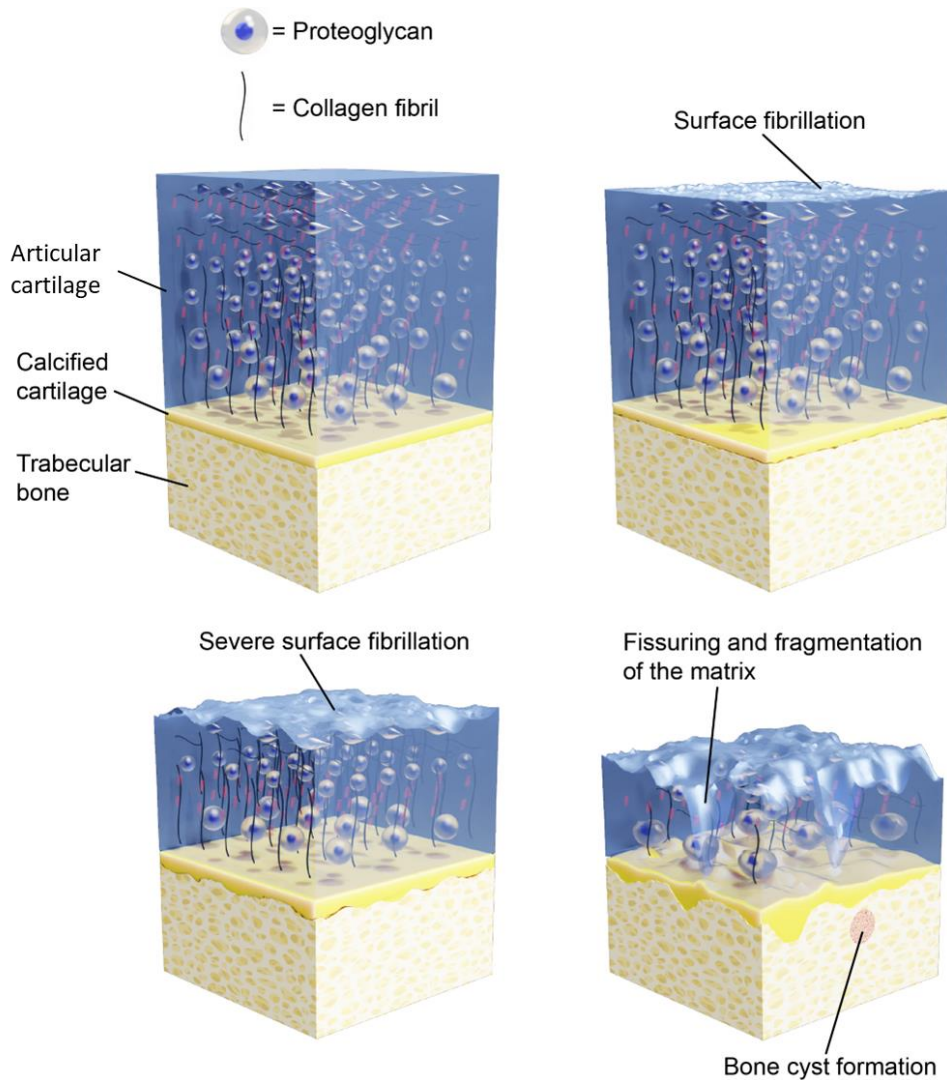 = Proteoglycan
= Collagen fibril
Surface fibrillation
Articular
cartilage
Calcified
cartilage
Trabecular
bone
Severe surface fibrillation
Fissuring and fragmentation
of the matrix
Bone cyst formation